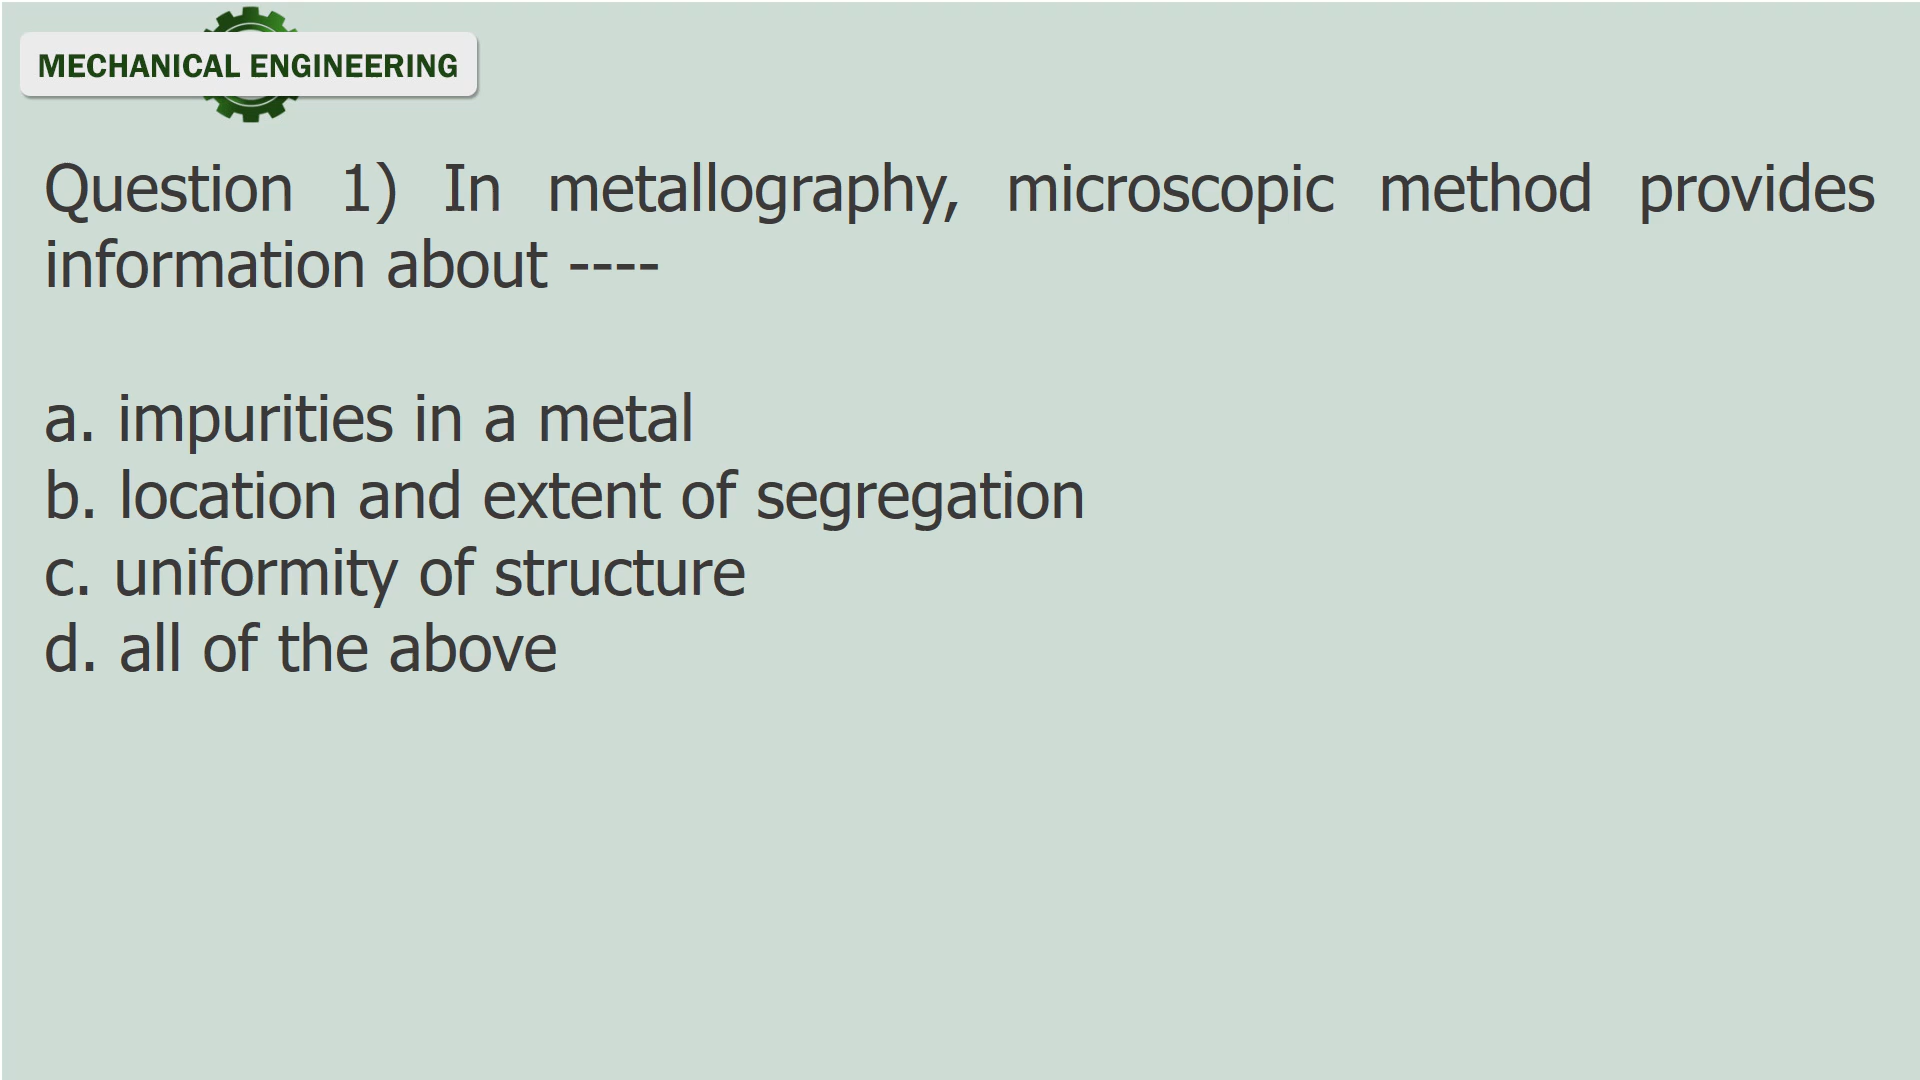 MECHANICAL ENGINEERING
Question 1) In metallography, microscopic method provides
information about ----
a. impurities in a metal
b. location and extent of segregation
c. uniformity of structure
d. all of the above